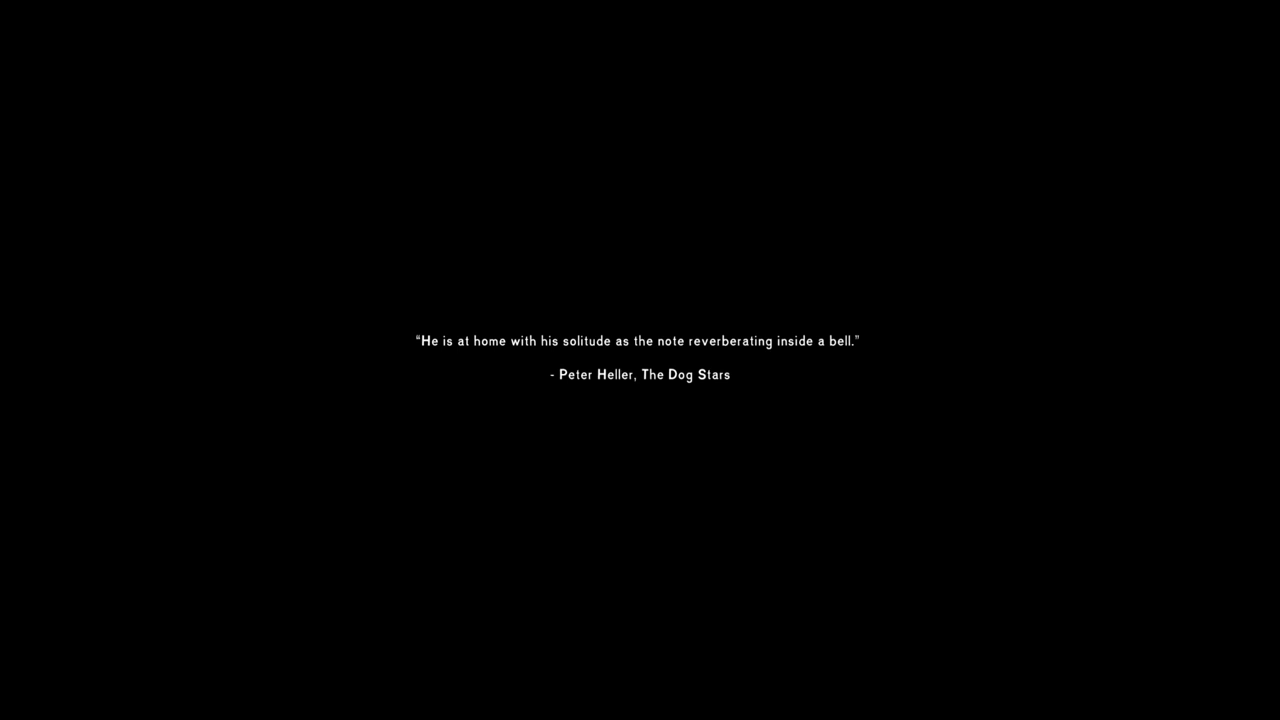 “He is at home with his solitude as the note reverberating inside a bell.”
- Peter Heller, The Dog Stars